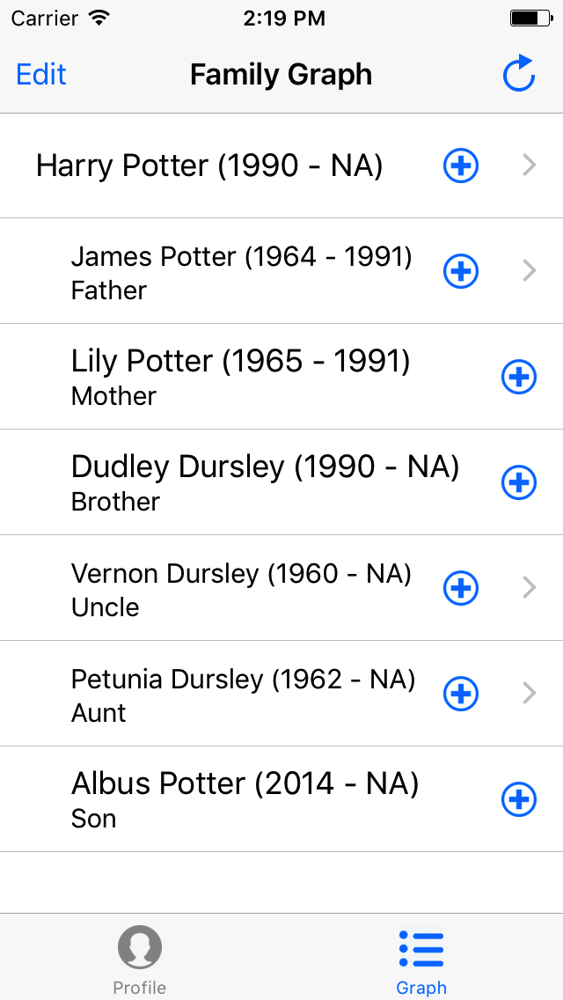 Carrier 2:19 PM
Edit Family Graph
Harry Potter (1990 - NA)
James Potter (1964 - 1991)
Father
Lily Potter (1965 - 1991)
Mother
Dudley Dursley (1990 - NA)
Brother
Vernon Dursley (1960 - NA)
Uncle
Petunia Dursley (1962 - NA)
Aunt
Albus Potter (2014 - NA)
Son
Profile Graph